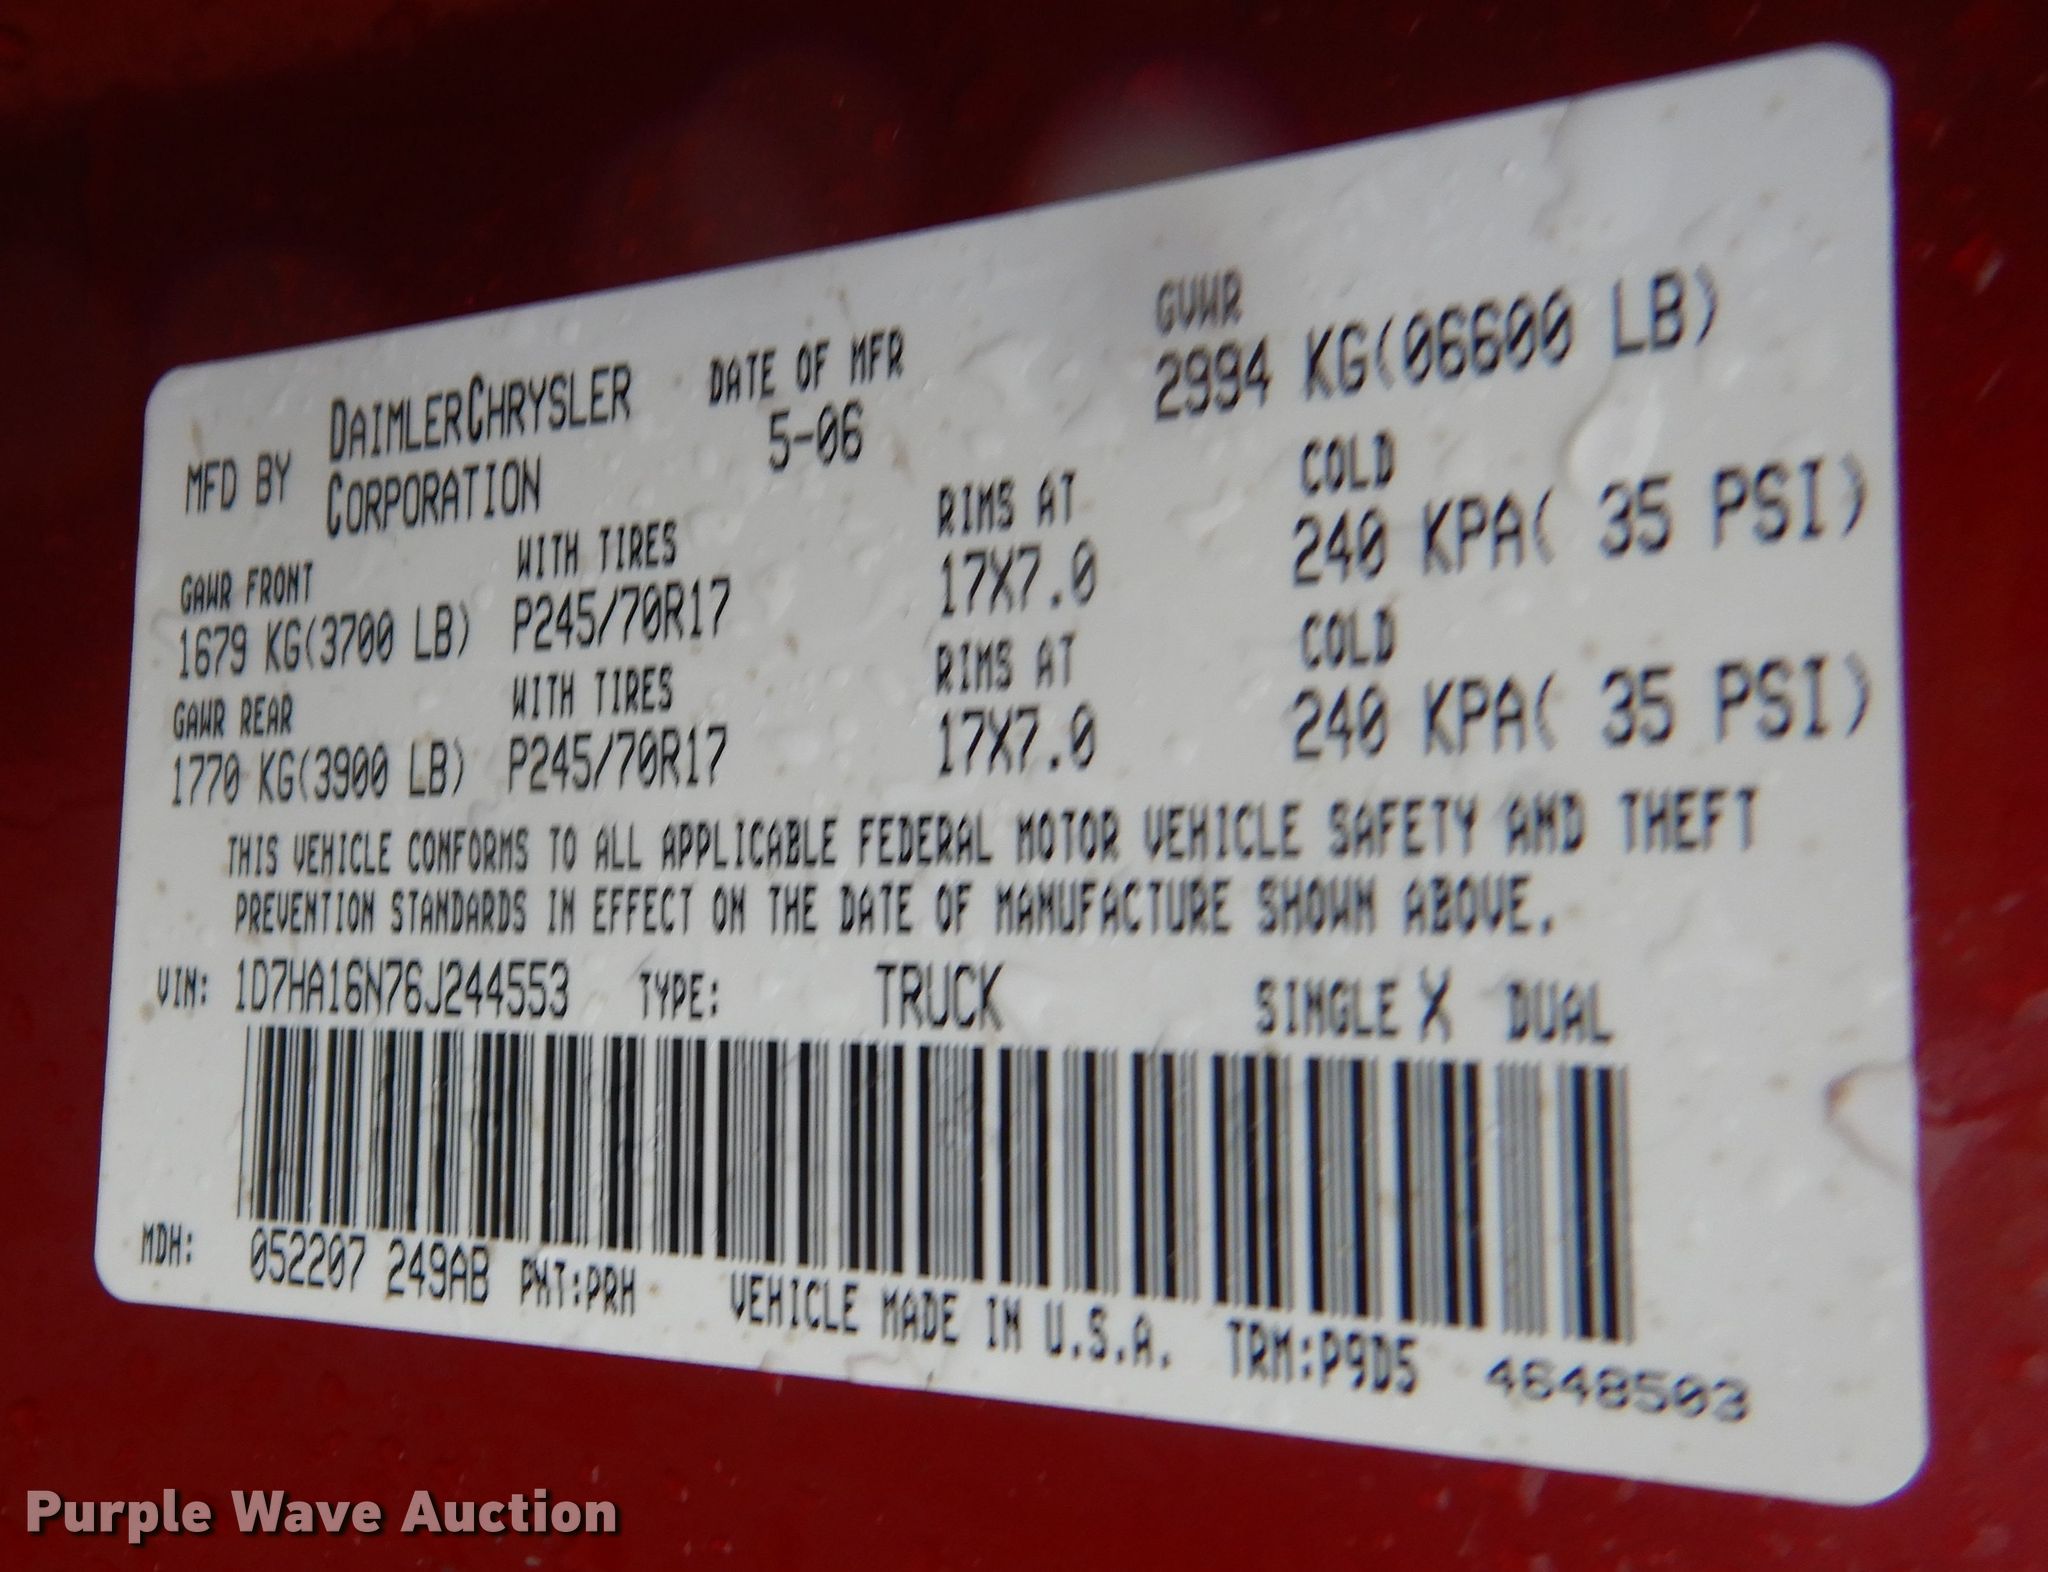 MFD BY DAIMLERCHRYSLER CORPORATION
DATE OF MFR
5-06
GVWR
2994 KG(06600 LB)
GAWR FRONT WITH TIRES RIMS AT COLD
1679 KG(3700 LB) P245/70R17 17X7.0 240 KPA( 35 PSI)
GAWR REAR WITH TIRES RIMS AT COLD
1770 KG(3900 LB) P245/70R17 17X7.0 240 KPA( 35 PSI)
THIS VEHICLE CONFORMS TO ALL APPLICABLE FEDERAL MOTOR VEHICLE SAFETY AND THEFT
PREVENTION STANDARDS IN EFFECT ON THE DATE OF MANUFACTURE SHOWN ABOVE.
VIN: 1D7HA16N76J244553 TYPE: TRUCK SINGLE X DUAL
MDH: 052207 249AB PNT:PRH VEHICLE MADE IN U.S.A. TRM:P9D5 4648503
Purple Wave Auction